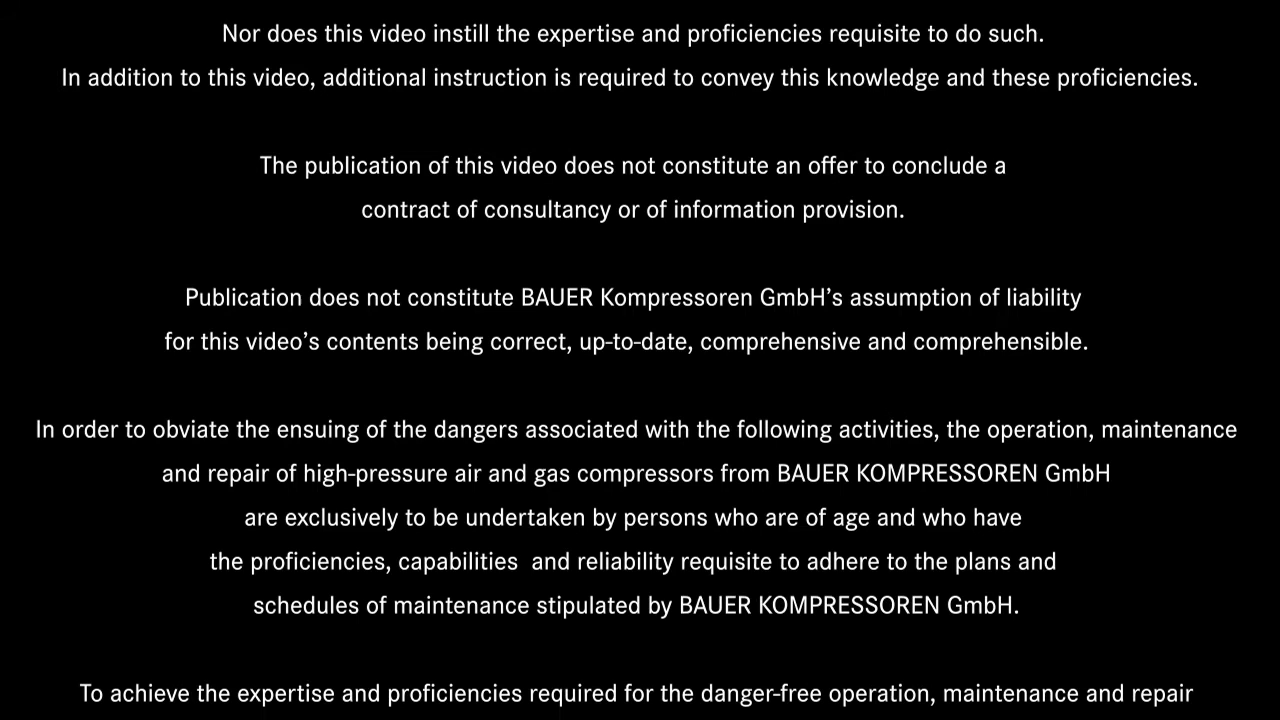 Nor does this video instill the expertise and proficiencies requisite to do such.
In addition to this video, additional instruction is required to convey this knowledge and these proficiencies.
The publication of this video does not constitute an offer to conclude a
contract of consultancy or of information provision.
Publication does not constitute BAUER Kompressoren GmbH’s assumption of liability
for this video’s contents being correct, up-to-date, comprehensive and comprehensible.
In order to obviate the ensuing of the dangers associated with the following activities, the operation, maintenance
and repair of high-pressure air and gas compressors from BAUER KOMPRESSOREN GmbH
are exclusively to be undertaken by persons who are of age and who have
the proficiencies, capabilities  and reliability requisite to adhere to the plans and
schedules of maintenance stipulated by BAUER KOMPRESSOREN GmbH.
To achieve the expertise and proficiencies required for the danger-free operation, maintenance and repair